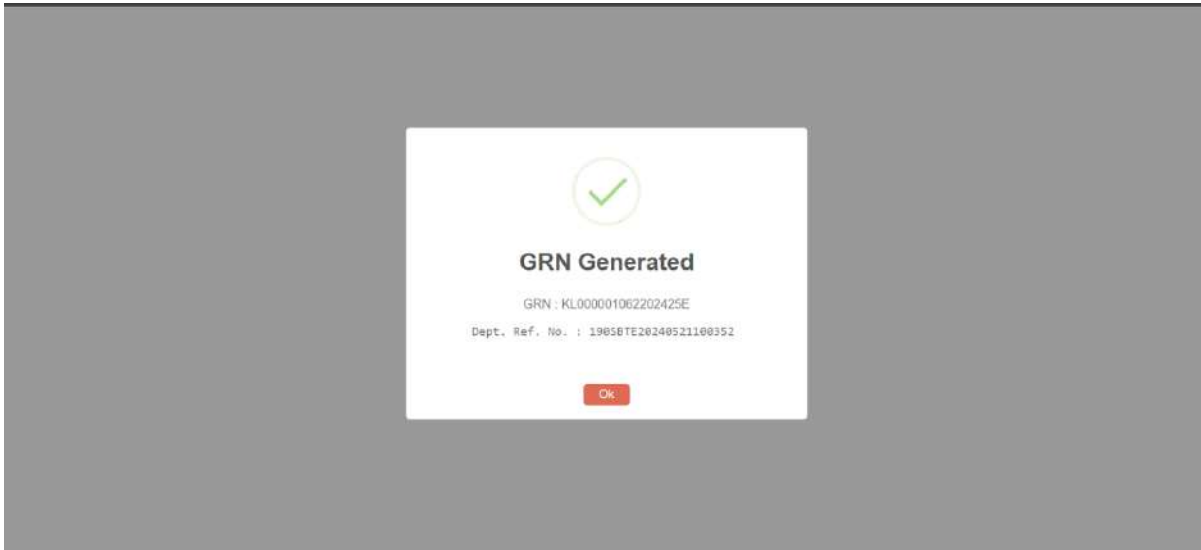 GRN Generated
GRN : KL000001062202425E
Dept. Ref. No. : 190SBTE20240521100352
Ok